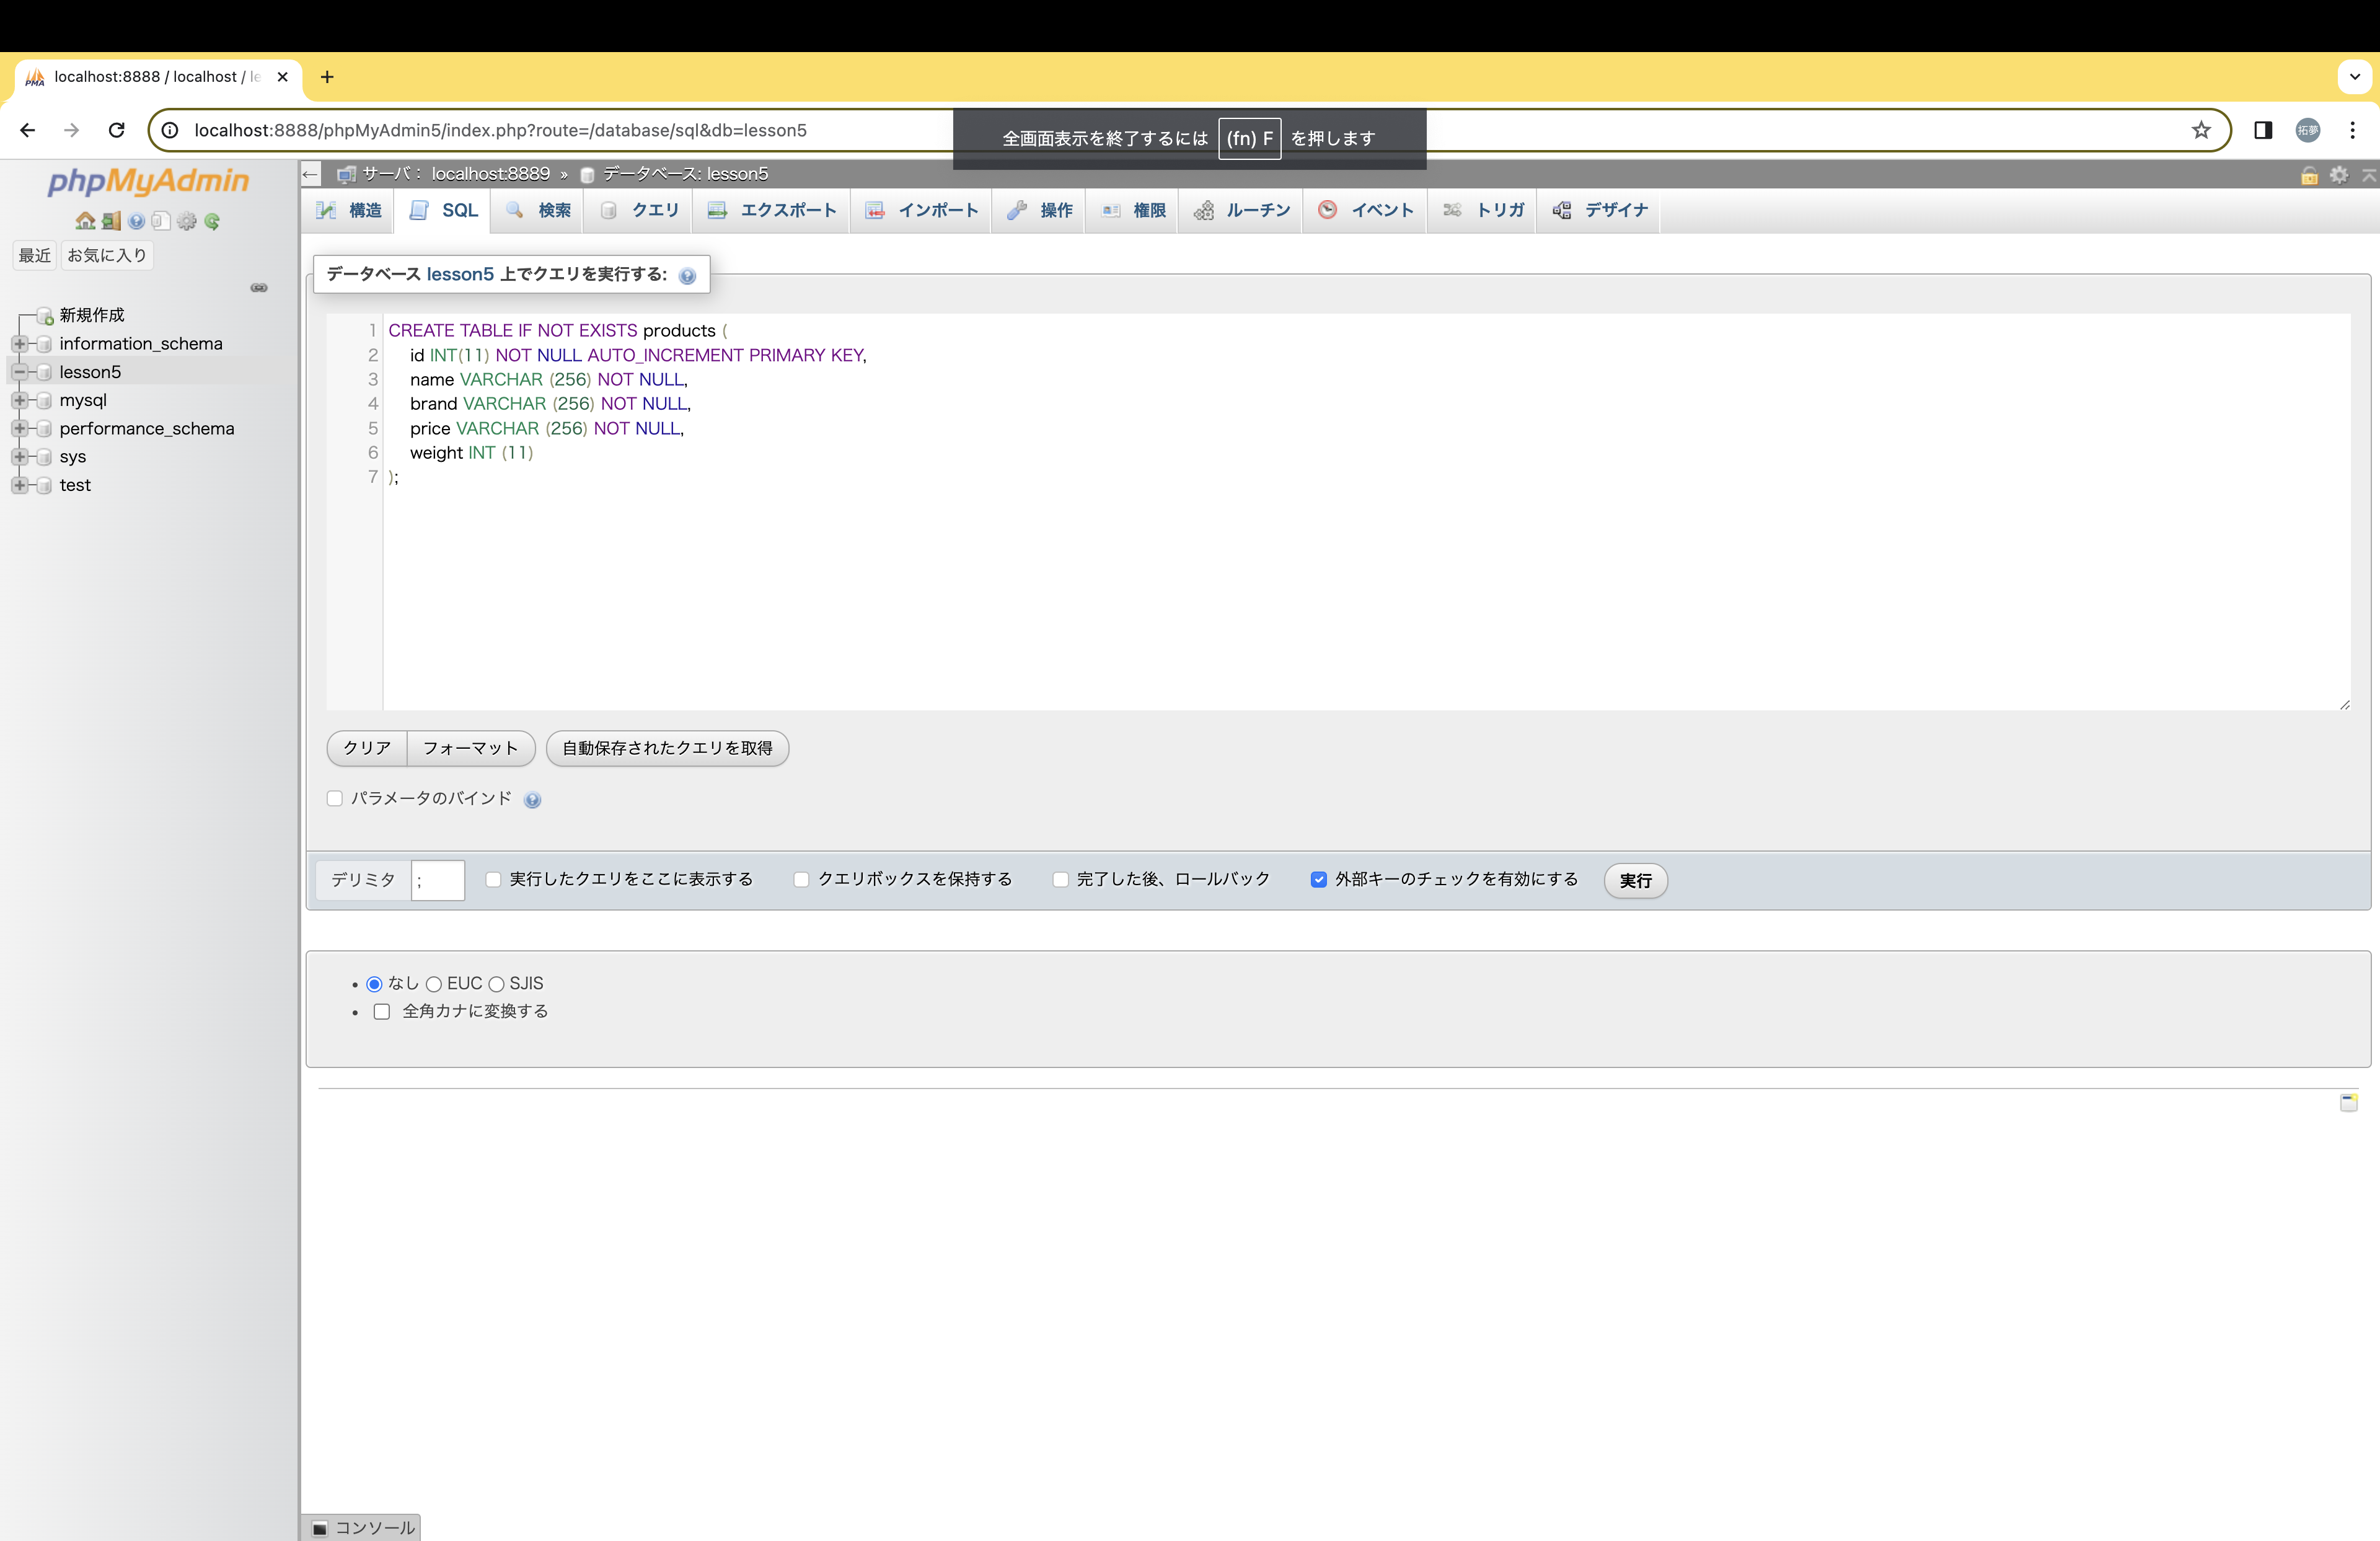 PMA localhost:8888 / localhost / le
localhost:8888/phpMyAdmin5/index.php?route=/database/sql&db=lesson5
全画面表示を終了するには (fn) F を押します
拓夢
phpMyAdmin
最近 お気に入り
新規作成
information_schema
lesson5
mysql
performance_schema
sys
test
サーバ： localhost:8889 » データベース: lesson5
構造 SQL 検索 クエリ エクスポート インポート 操作 権限 ルーチン イベント トリガ デザイナ
データベース lesson5 上でクエリを実行する:
1 CREATE TABLE IF NOT EXISTS products (
2 id INT(11) NOT NULL AUTO_INCREMENT PRIMARY KEY,
3 name VARCHAR (256) NOT NULL,
4 brand VARCHAR (256) NOT NULL,
5 price VARCHAR (256) NOT NULL,
6 weight INT (11)
7 );
クリア フォーマット 自動保存されたクエリを取得
パラメータのバインド
デリミタ ; 実行したクエリをここに表示する クエリボックスを保持する 完了した後、ロールバック 外部キーのチェックを有効にする 実行
• なし EUC SJIS
• 全角カナに変換する
コンソール